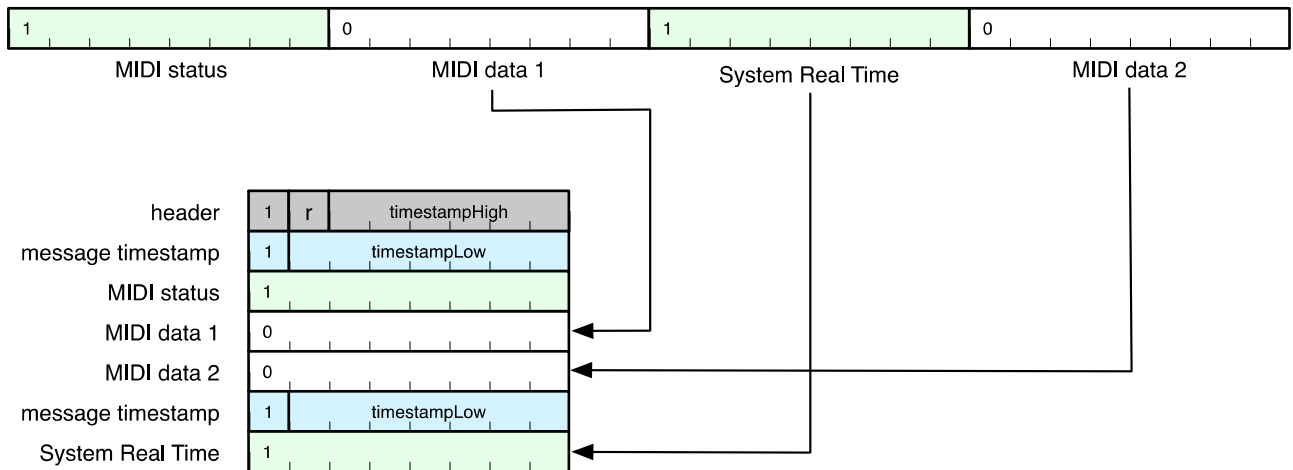 1 0 1 0
MIDI status MIDI data 1 System Real Time MIDI data 2
header 1 r timestampHigh
message timestamp 1 timestampLow
MIDI status 1
MIDI data 1 0
MIDI data 2 0
message timestamp 1 timestampLow
System Real Time 1